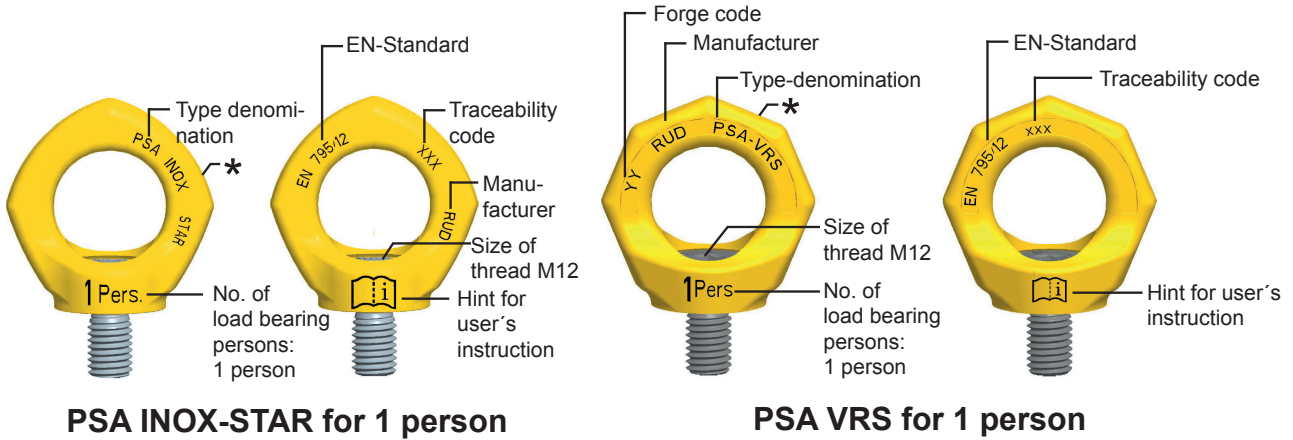 EN-Standard
Type denomi-
nation
Traceability
code
PSA INOX STAR
*
EN 795/12
XXX
RUD
Manu-
facturer
Size of
thread M12
1 Pers.
No. of
load bearing
persons:
1 person
i
Hint for
user´s
instruction
PSA INOX-STAR for 1 person
Forge code
Manufacturer
Type-denomination
*
YY RUD PSA-VRS
EN-Standard
Traceability code
EN 795/12 xxx
Size of
thread M12
1 Pers
No. of
load bearing
persons:
1 person
i
Hint for user´s
instruction
PSA VRS for 1 person